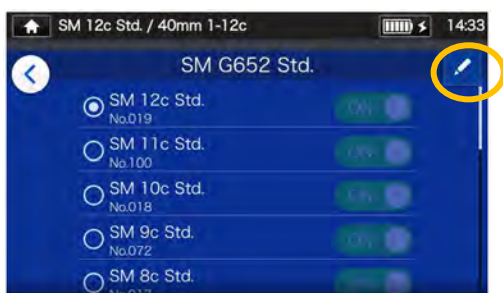 SM 12c Std. / 40mm 1-12c 14:33
SM G652 Std.
SM 12c Std. ON
No.019
SM 11c Std. ON
No.100
SM 10c Std. ON
No.018
SM 9c Std. ON
No.072
SM 8c Std.